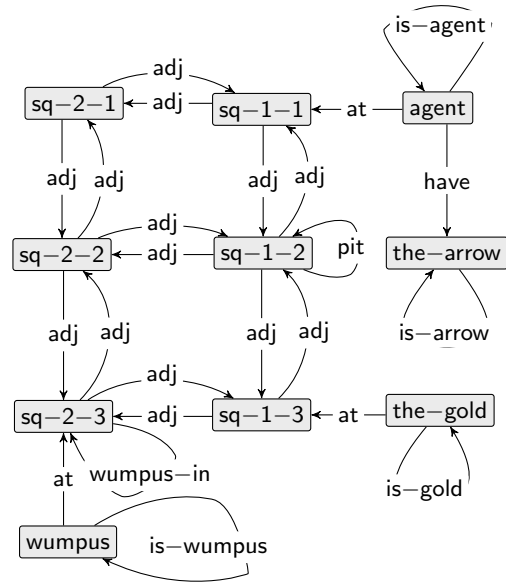 is−agent
adj
sq−2−1 adj sq−1−1 at agent
adj adj adj adj have
adj
sq−2−2 adj sq−1−2 pit the−arrow
adj adj adj adj is−arrow
adj
sq−2−3 adj sq−1−3 at the−gold
at wumpus−in is−gold
wumpus is−wumpus